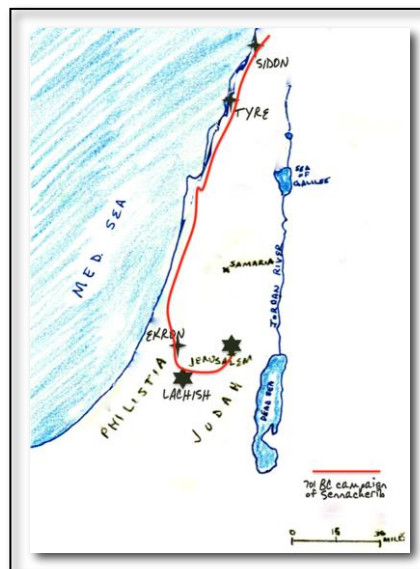 SIDON
TYRE
SEA
OF
GALILEE
MED. SEA
SAMARIA
JORDAN RIVER
EKRON
JERUSALEM
LACHISH
PHILISTIA
JUDAH
DEAD SEA
701 BC campaign
of Sennacherib
0 15
MILES